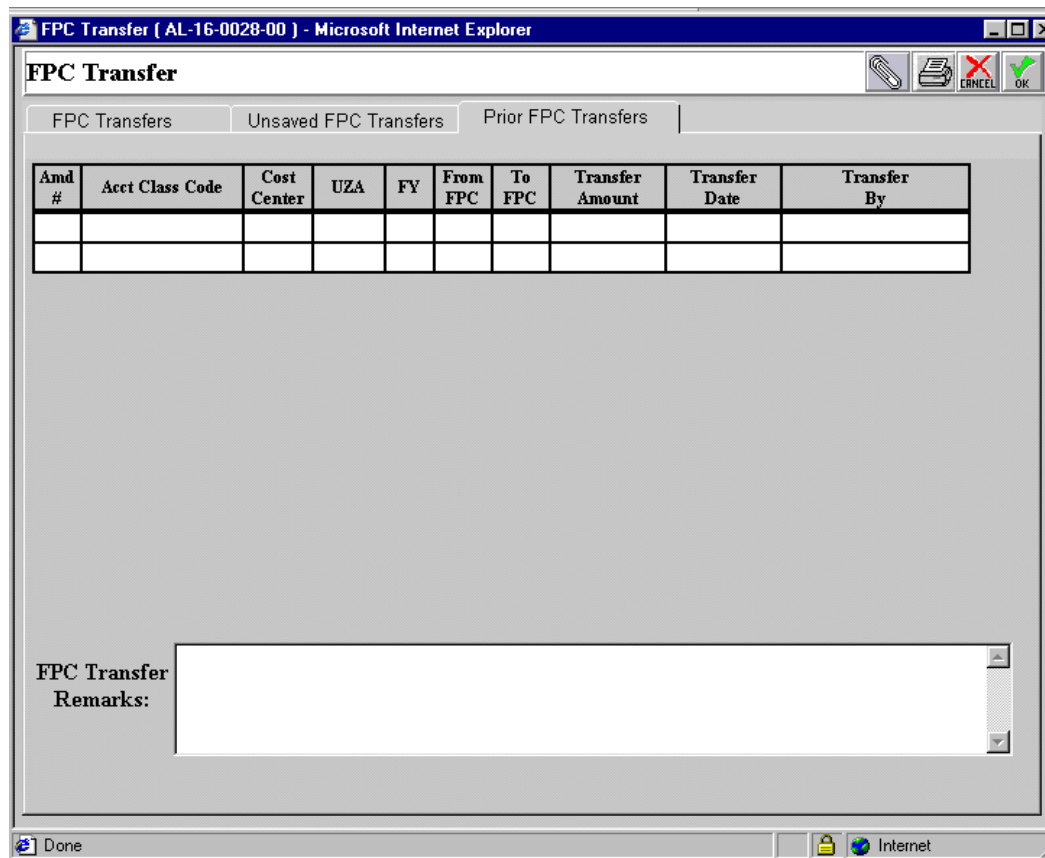 FPC Transfer ( AL-16-0028-00 ) - Microsoft Internet Explorer
FPC Transfer
CANCEL
OK
FPC Transfers
Unsaved FPC Transfers
Prior FPC Transfers
Amd #
Acct Class Code
Cost Center
UZA
FY
From FPC
To FPC
Transfer Amount
Transfer Date
Transfer By
FPC Transfer
Remarks:
Done
Internet